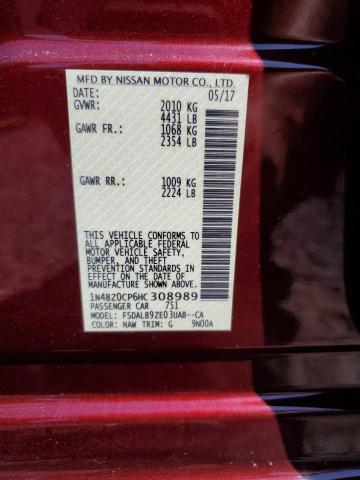 MFD BY NISSAN MOTOR CO., LTD.
DATE: 05/17
GVWR: 2010 KG
4431 LB
GAWR FR: 1068 KG
2354 LB
GAWR RR.: 1009 KG
2224 LB
THIS VEHICLE CONFORMS TO
ALL APPLICABLE FEDERAL
MOTOR VEHICLE SAFETY,
BUMPER, AND THEFT
PREVENTION STANDARDS IN
EFFECT ON THE DATE OF
MANUFACTURE SHOWN ABOVE.
1N4BZ0CP6HC 308989
PASSENGER CAR 751
MODEL: FSDALB9ZE03UAB--CA
COLOR: NAW TRIM: G 9N00A